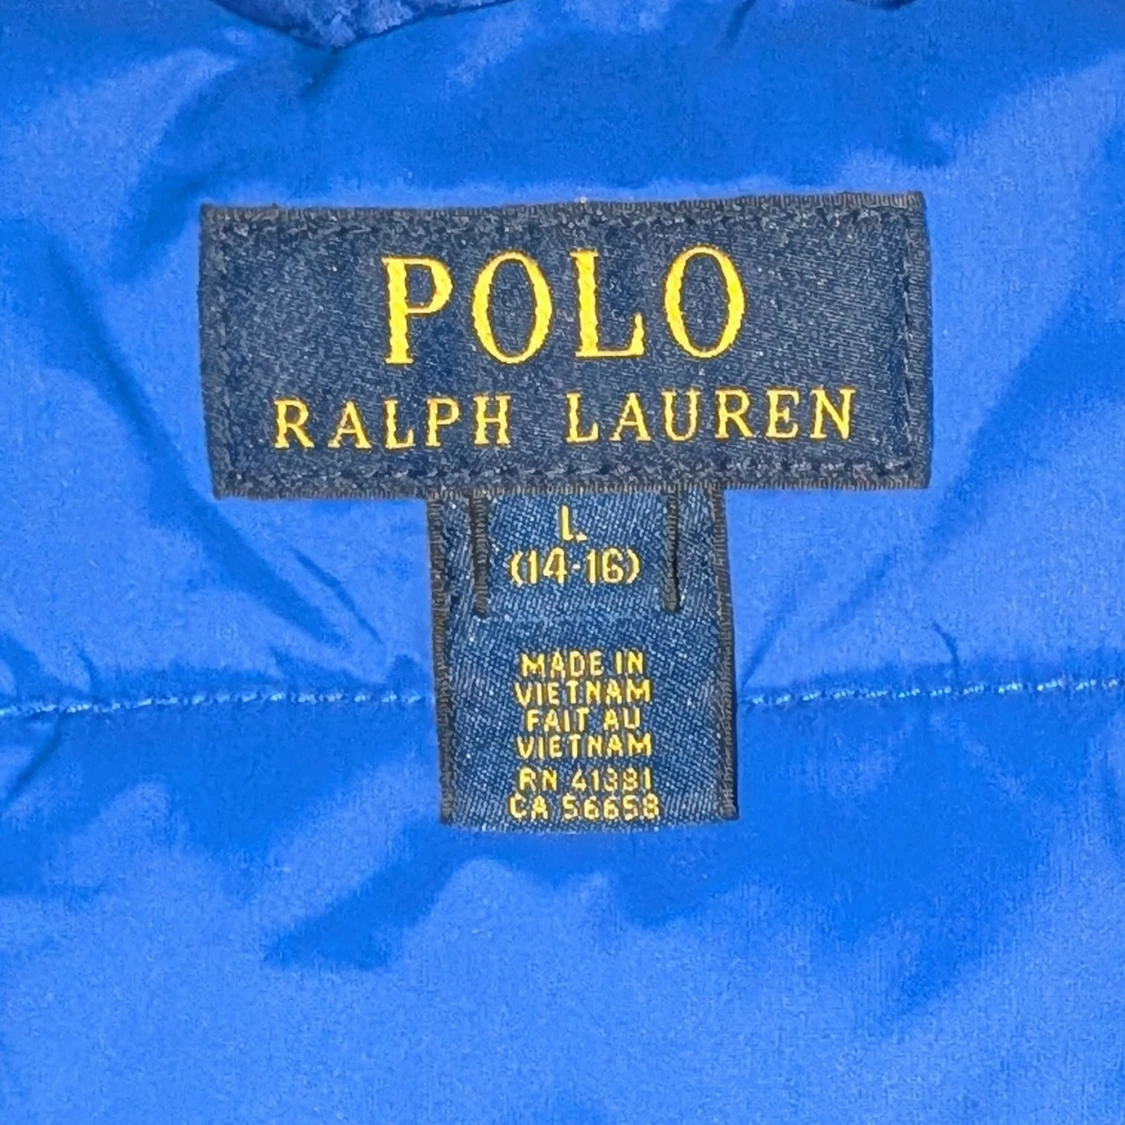 POLO
RALPH LAUREN
L
(14-16)
MADE IN
VIETNAM
FAIT AU
VIETNAM
RN 41381
CA 56658